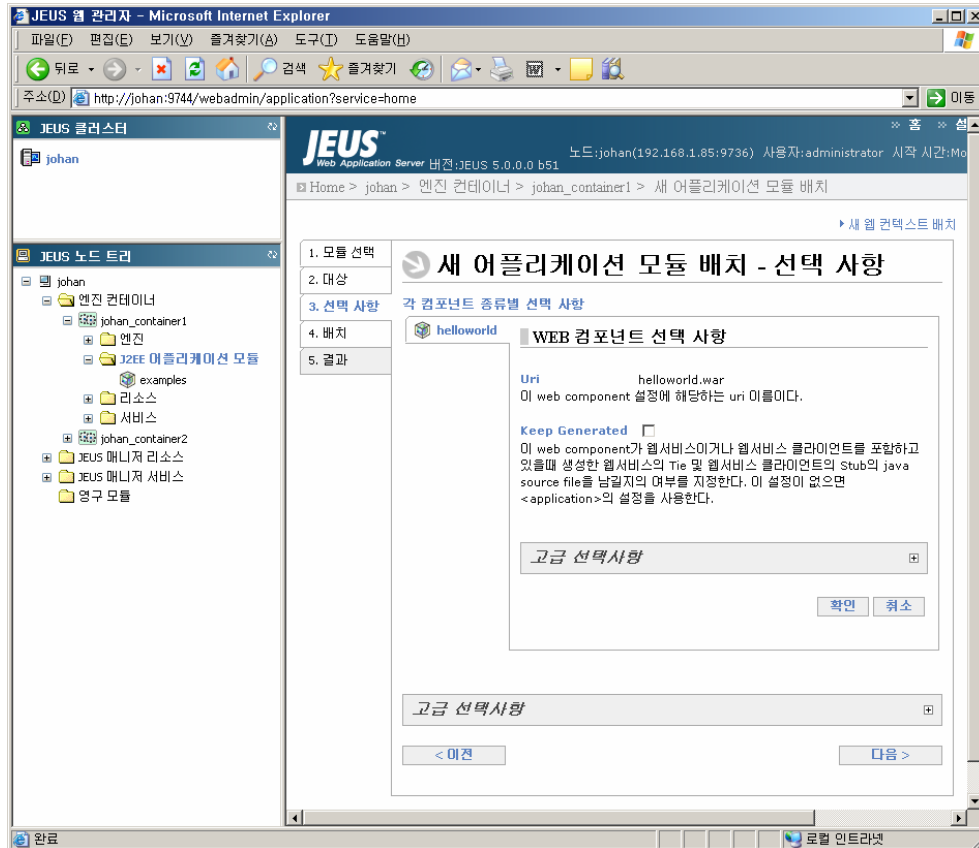 JEUS 웹 관리자 - Microsoft Internet Explorer
파일(F) 편집(E) 보기(V) 즐겨찾기(A) 도구(T) 도움말(H)
뒤로 검색 즐겨찾기
주소(D) http://johan:9744/webadmin/application?service=home 이동
JEUS 클러스터
johan
JEUS 노드 트리
johan
엔진 컨테이너
johan_container1
엔진
J2EE 어플리케이션 모듈
examples
리소스
서비스
johan_container2
JEUS 매니저 리소스
JEUS 매니저 서비스
영구 모듈
» 홈 » 설
JEUS™
Web Application Server 버전:JEUS 5.0.0.0 b51
노드:johan(192.168.1.85:9736) 사용자:administrator 시작 시간:Mo
Home > johan > 엔진 컨테이너 > johan_container1 > 새 어플리케이션 모듈 배치
새 웹 컨텍스트 배치
1. 모듈 선택
2. 대상
3. 선택 사항
4. 배치
5. 결과
새 어플리케이션 모듈 배치 - 선택 사항
각 컴포넌트 종류별 선택 사항
helloworld
WEB 컴포넌트 선택 사항
Uri helloworld.war
이 web component 설정에 해당하는 uri 이름이다.
Keep Generated
이 web component가 웹서비스이거나 웹서비스 클라이언트를 포함하고
있을때 생성한 웹서비스의 Tie 및 웹서비스 클라이언트의 Stub의 java
source file을 남길지의 여부를 지정한다. 이 설정이 없으면
<application>의 설정을 사용한다.
고급 선택사항
확인 취소
고급 선택사항
< 이전 다음 >
완료 로컬 인트라넷